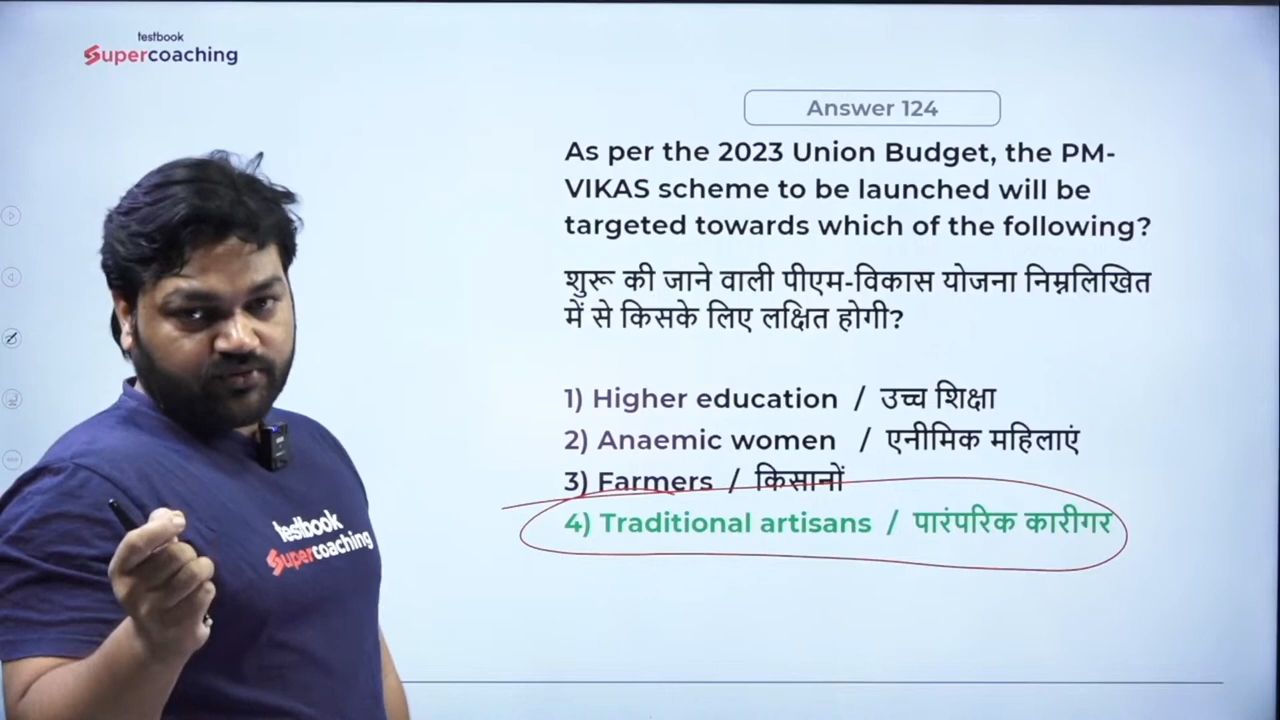 testbook
Supercoaching
Answer 124
As per the 2023 Union Budget, the PM-
VIKAS scheme to be launched will be
targeted towards which of the following?
शुरू की जाने वाली पीएम-विकास योजना निम्नलिखित
में से किसके लिए लक्षित होगी?
1) Higher education / उच्च शिक्षा
2) Anaemic women / एनीमिक महिलाएं
3) Farmers / किसानों
4) Traditional artisans / पारंपरिक कारीगर
testbook
Supercoaching